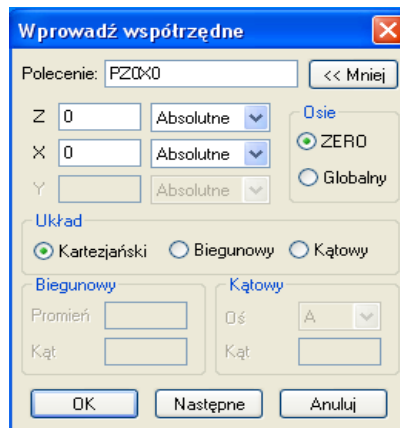 Wprowadź współrzędne
Polecenie: PZ0X0 << Mniej
Z 0 Absolutne
X 0 Absolutne
Y Absolutne
Osie
ZERO
Globalny
Układ
Kartezjański Biegunowy Kątowy
Biegunowy
Promień
Kąt
Kątowy
Oś A
Kąt
OK Następne Anuluj